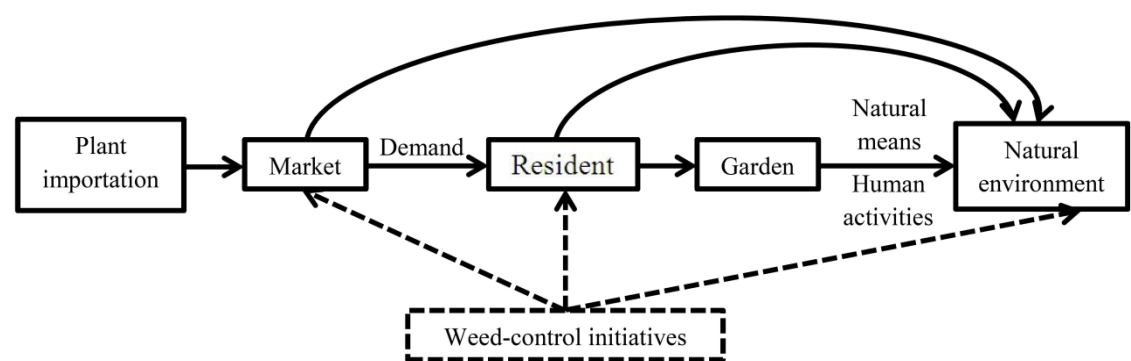 Plant
importation
Market
Demand
Resident
Garden
Natural
means
Human
activities
Natural
environment
Weed-control initiatives